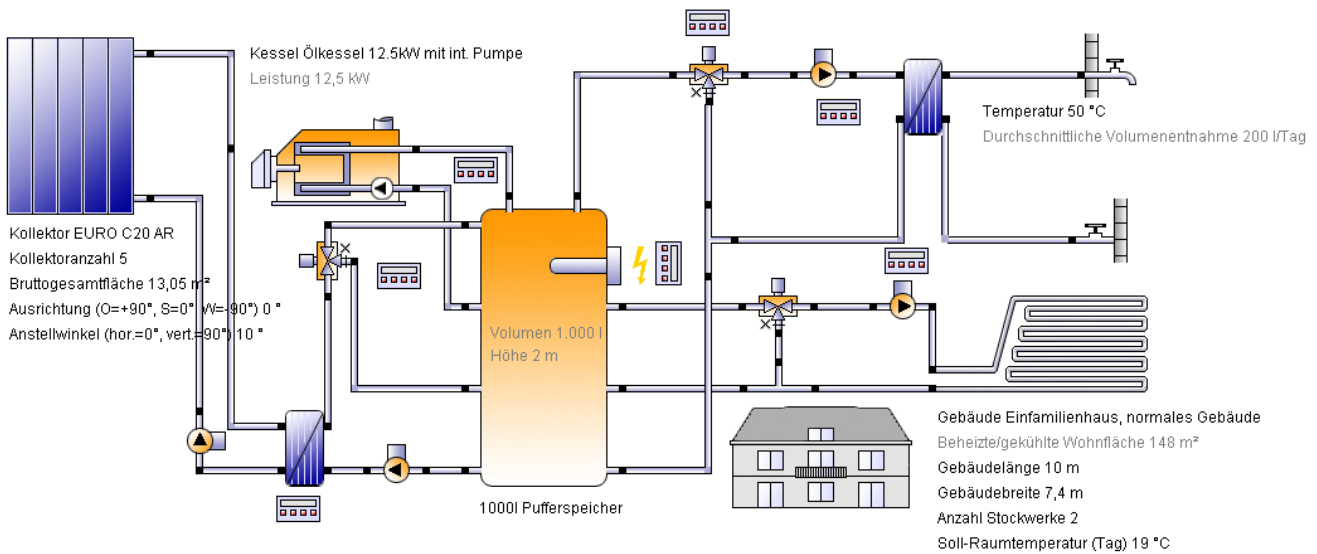 Kessel Ölkessel 12.5kW mit int. Pumpe
Leistung 12,5 kW
Temperatur 50 °C
Durchschnittliche Volumenentnahme 200 l/Tag
Kollektor EURO C20 AR
Kollektoranzahl 5
Bruttogesamtfläche 13,05 m²
Ausrichtung (O=+90°, S=0°, W=-90°) 0 °
Anstellwinkel (hor.=0°, vert.=90°) 10 °
Volumen 1.000 l
Höhe 2 m
1000l Pufferspeicher
Gebäude Einfamilienhaus, normales Gebäude
Beheizte/gekühlte Wohnfläche 148 m²
Gebäudelänge 10 m
Gebäudebreite 7,4 m
Anzahl Stockwerke 2
Soll-Raumtemperatur (Tag) 19 °C